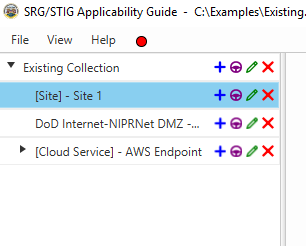 SRG/STIG Applicability Guide - C:\Examples\Existing.
File View Help
Existing Collection
[Site] - Site 1
DoD Internet-NIPRNet DMZ -...
[Cloud Service] - AWS Endpoint